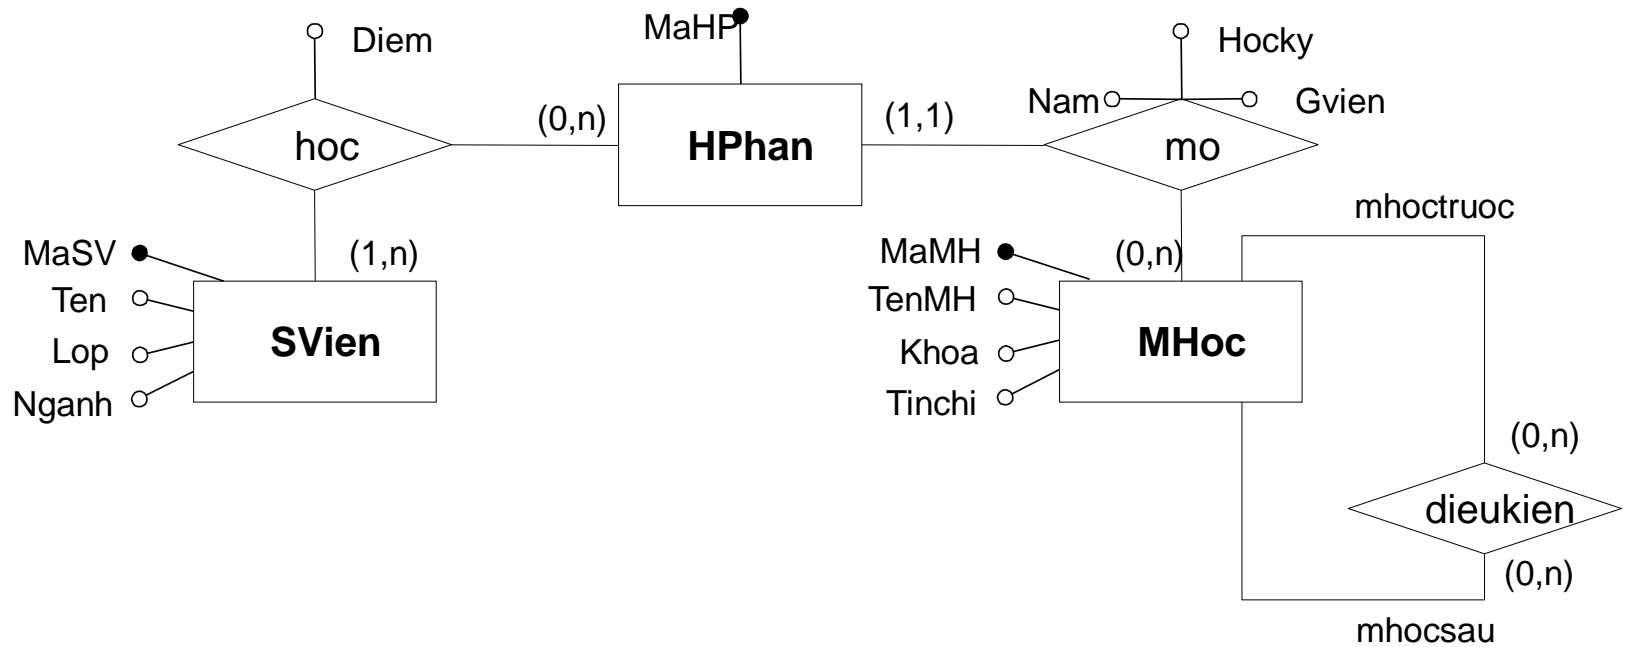 MaHP
Diem
Hocky
Nam
Gvien
(0,n)
(1,1)
hoc
HPhan
mo
mhoctruoc
MaSV
(1,n)
MaMH
(0,n)
Ten
TenMH
SVien
MHoc
Lop
Khoa
Nganh
Tinchi
(0,n)
dieukien
(0,n)
mhocsau